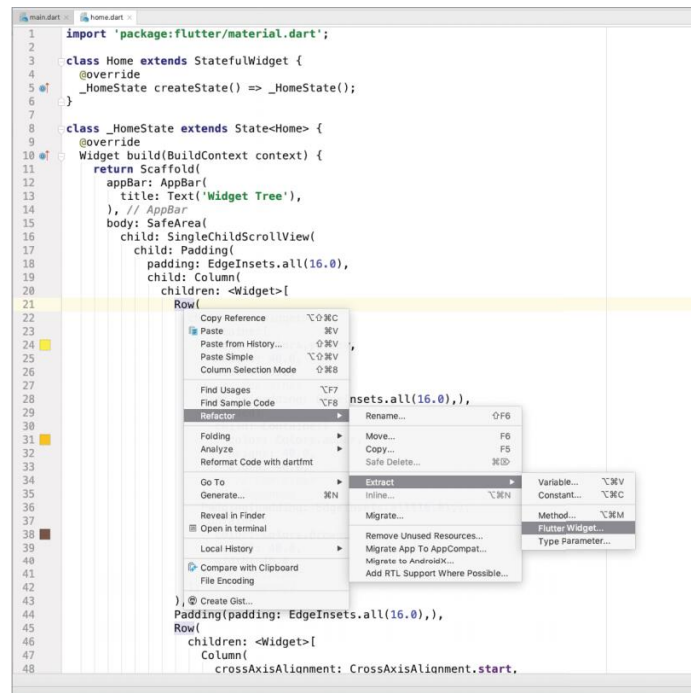 main.dart
home.dart
1 import 'package:flutter/material.dart';
2
3 class Home extends StatefulWidget {
4 @override
5 _HomeState createState() => _HomeState();
6 }
7
8 class _HomeState extends State<Home> {
9 @override
10 Widget build(BuildContext context) {
11 return Scaffold(
12 appBar: AppBar(
13 title: Text('Widget Tree'),
14 ), // AppBar
15 body: SafeArea(
16 child: SingleChildScrollView(
17 child: Padding(
18 padding: EdgeInsets.all(16.0),
19 child: Column(
20 children: <Widget>[
21 Row(
22
23
24 ,
25
26
27
28 nsets.all(16.0),),
29
30
31
32
33
34
35
36
37
38
39
40
41
42
43 ),
44 Padding(padding: EdgeInsets.all(16.0),),
45 Row(
46 children: <Widget>[
47 Column(
48 crossAxisAlignment: CrossAxisAlignment.start,
Copy Reference ⌥⇧⌘C
Paste ⌘V
Paste from History... ⇧⌘V
Paste Simple ⌥⇧⌘V
Column Selection Mode ⇧⌘8
Find Usages ⌥F7
Find Sample Code ⌥F8
Refactor
Folding
Analyze
Reformat Code with dartfmt
Go To
Generate... ⌘N
Reveal in Finder
Open in terminal
Local History
Compare with Clipboard
File Encoding
Create Gist...
Rename... ⇧F6
Move... F6
Copy... F5
Safe Delete... ⌘⌦
Extract
Inline... ⌥⌘N
Migrate...
Remove Unused Resources...
Migrate App To AppCompat...
Migrate to AndroidX...
Add RTL Support Where Possible...
Variable... ⌥⌘V
Constant... ⌥⌘C
Method... ⌥⌘M
Flutter Widget...
Type Parameter...